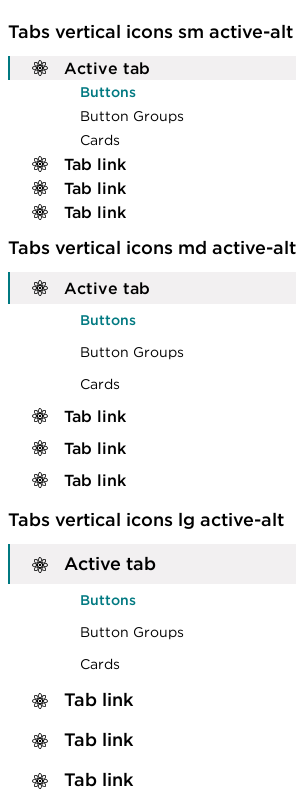 Tabs vertical icons sm active-alt
Active tab
Buttons
Button Groups
Cards
Tab link
Tab link
Tab link
Tabs vertical icons md active-alt
Active tab
Buttons
Button Groups
Cards
Tab link
Tab link
Tab link
Tabs vertical icons lg active-alt
Active tab
Buttons
Button Groups
Cards
Tab link
Tab link
Tab link